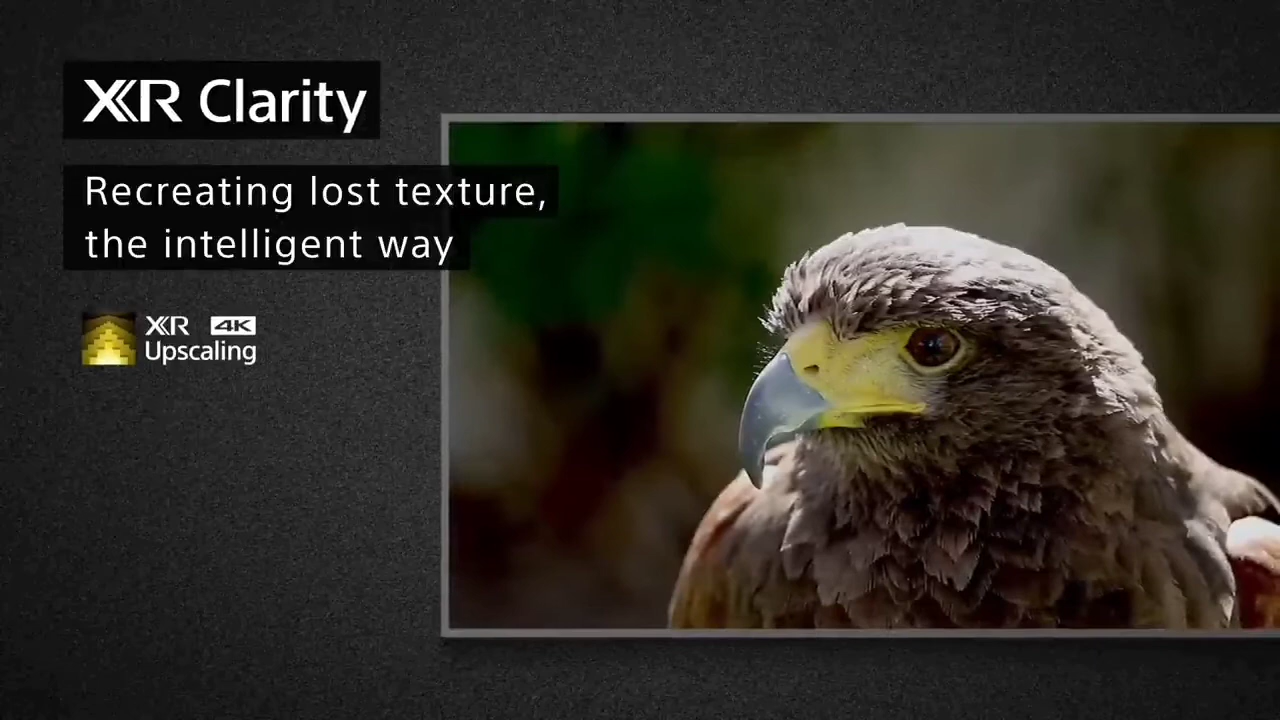 XR Clarity
Recreating lost texture,
the intelligent way
XR 4K
Upscaling